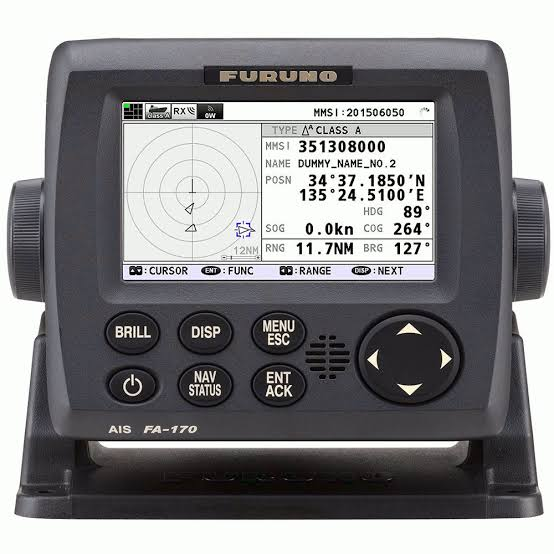 FURUNO
class A RX 0W MMSI:201506050
TYPE CLASS A
MMSI 351308000
NAME DUMMY_NAME_NO.2
POSN 34°37.1850'N
135°24.5100'E
HDG 89°
SOG 0.0kn COG 264°
12NM RNG 11.7NM BRG 127°
:CURSOR ENT:FUNC :RANGE DISP:NEXT
BRILL DISP MENU
ESC
NAV
STATUS ENT
ACK
AIS FA-170
FURUNO